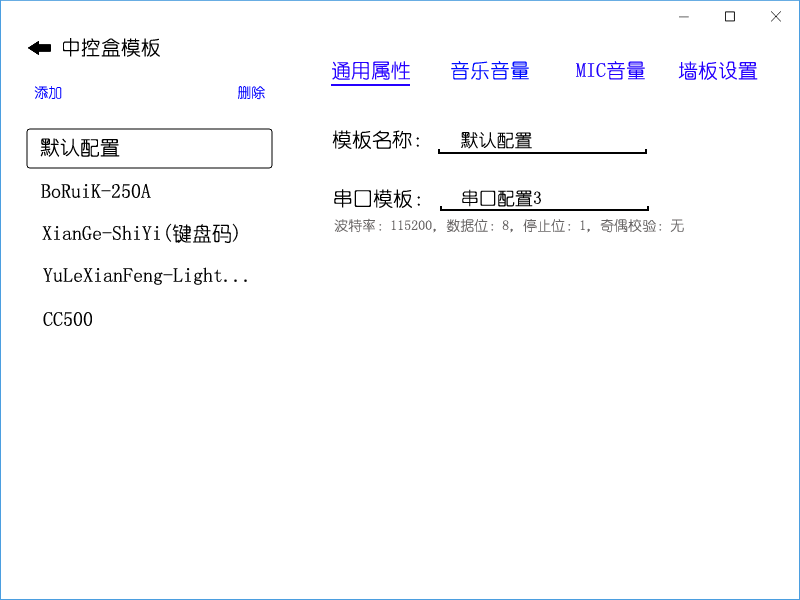 中控盒模板
添加 删除
默认配置
BoRuiK-250A
XianGe-ShiYi(键盘码)
YuLeXianFeng-Light...
CC500
通用属性 音乐音量 MIC音量 墙板设置
模板名称: 默认配置
串口模板: 串口配置3
波特率: 115200, 数据位: 8, 停止位: 1, 奇偶校验: 无